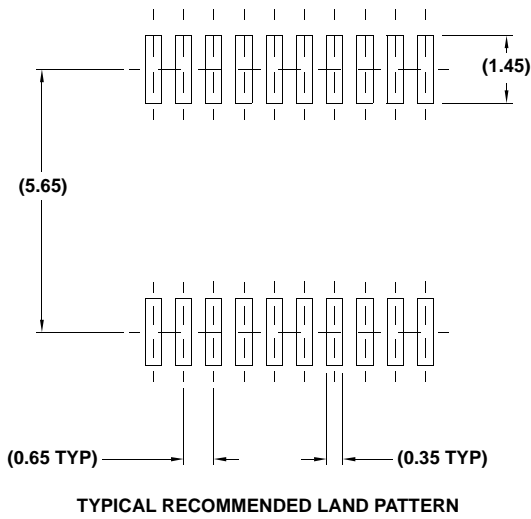 (1.45)
(5.65)
(0.65 TYP)
(0.35 TYP)
TYPICAL RECOMMENDED LAND PATTERN